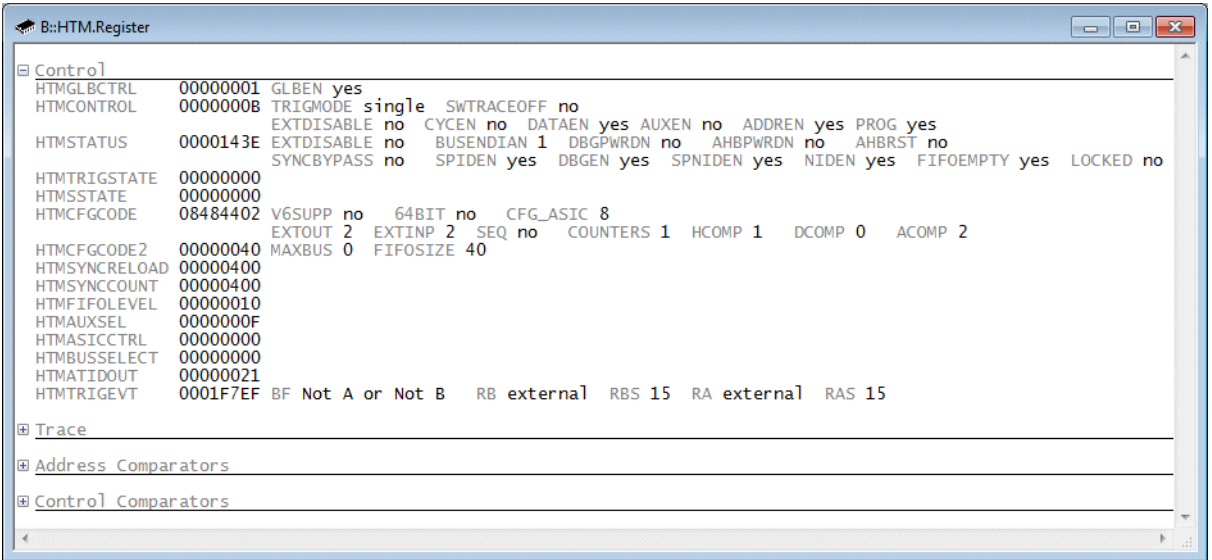 B::HTM.Register
Control
HTMGLBCTRL 00000001 GLBEN yes
HTMCONTROL 0000000B TRIGMODE single SWTRACEOFF no
EXTDISABLE no CYCEN no DATAEN yes AUXEN no ADDREN yes PROG yes
HTMSTATUS 0000143E EXTDISABLE no BUSENDIAN 1 DBGPWRDN no AHBPWRDN no AHBRST no
SYNCBYPASS no SPIDEN yes DBGEN yes SPNIDEN yes NIDEN yes FIFOEMPTY yes LOCKED no
HTMTRIGSTATE 00000000
HTMSSTATE 00000000
HTMCFGCODE 08484402 V6SUPP no 64BIT no CFG_ASIC 8
EXTOUT 2 EXTINP 2 SEQ no COUNTERS 1 HCOMP 1 DCOMP 0 ACOMP 2
HTMCFGCODE2 00000040 MAXBUS 0 FIFOSIZE 40
HTMSYNCRELOAD 00000400
HTMSYNCCOUNT 00000400
HTMFIFOLEVEL 00000010
HTMAUXSEL 0000000F
HTMASICCTRL 00000000
HTMBUSSELECT 00000000
HTMATIDOUT 00000021
HTMTRIGEVT 0001F7EF BF Not A or Not B RB external RBS 15 RA external RAS 15
Trace
Address Comparators
Control Comparators